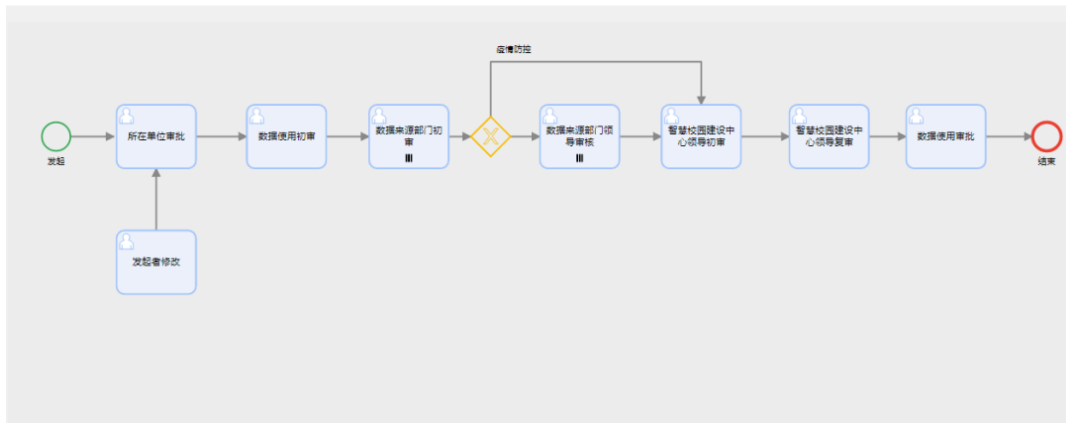 疫情防控
所在单位审批
数据使用初审
数据来源部门初
审
数据来源部门领
导审核
智慧校园建设中
心领导初审
智慧校园建设中
心领导复审
数据使用审批
发起
结束
发起者修改